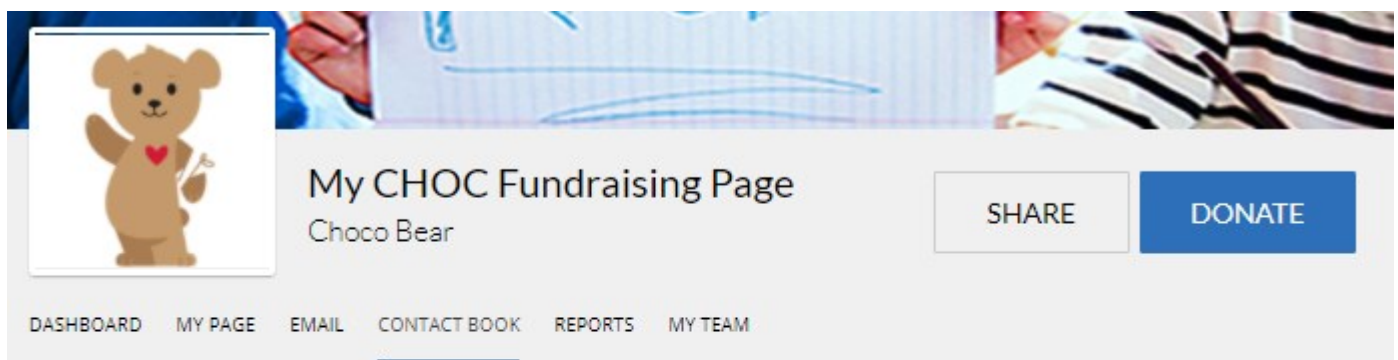 My CHOC Fundraising Page
Choco Bear
SHARE
DONATE
DASHBOARD MY PAGE EMAIL CONTACT BOOK REPORTS MY TEAM